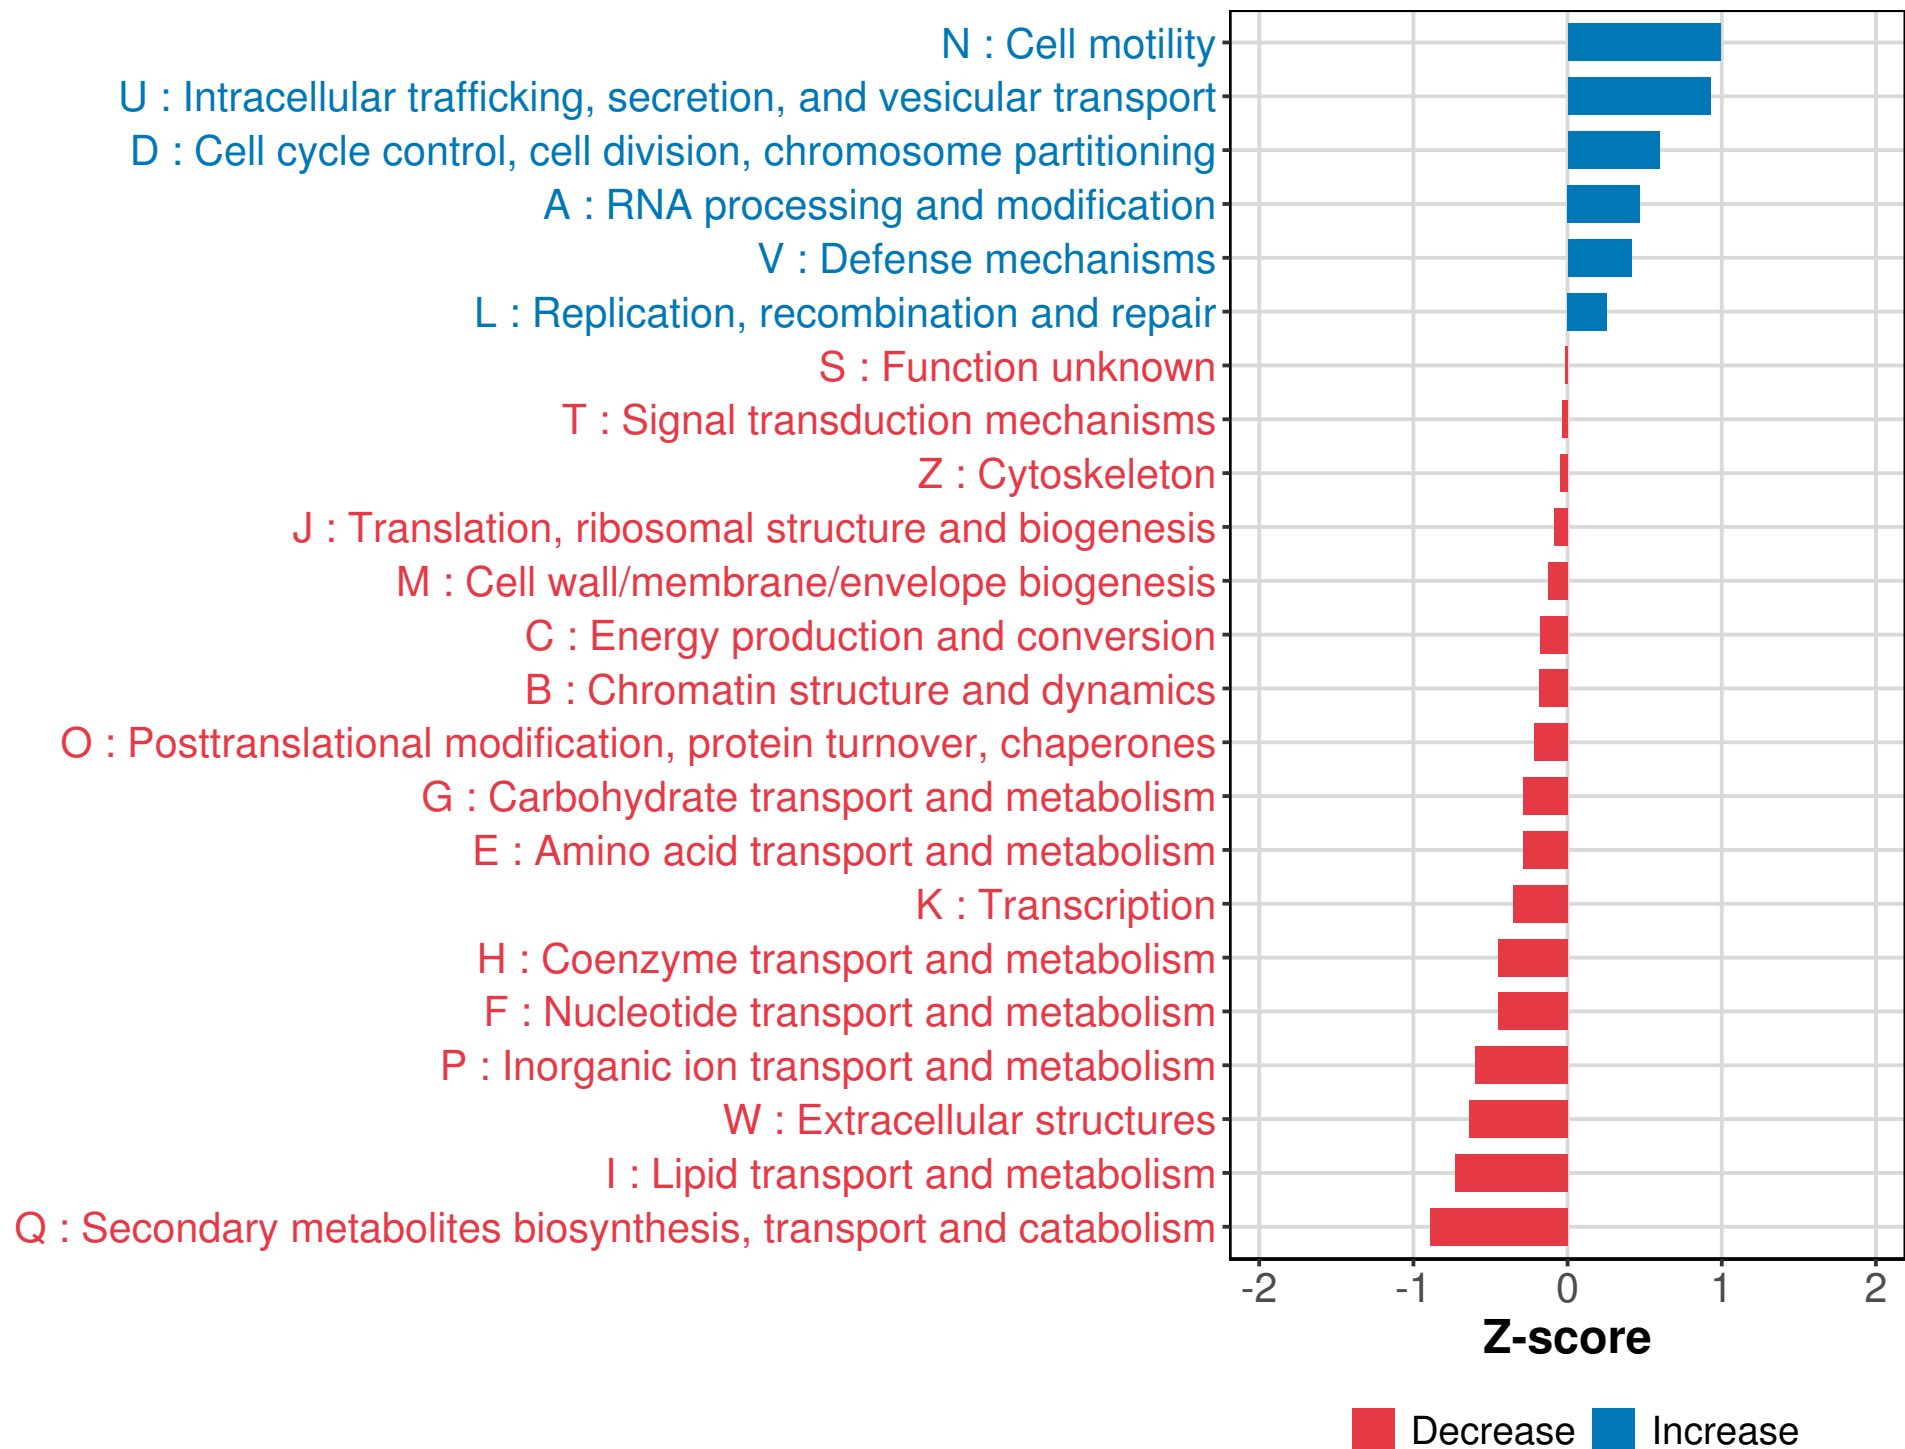 N : Cell motility
U : Intracellular trafficking, secretion, and vesicular transport
D : Cell cycle control, cell division, chromosome partitioning
A : RNA processing and modification
V : Defense mechanisms
L : Replication, recombination and repair
S : Function unknown
T : Signal transduction mechanisms
Z : Cytoskeleton
J : Translation, ribosomal structure and biogenesis
M : Cell wall/membrane/envelope biogenesis
C : Energy production and conversion
B : Chromatin structure and dynamics
O : Posttranslational modification, protein turnover, chaperones
G : Carbohydrate transport and metabolism
E : Amino acid transport and metabolism
K : Transcription
H : Coenzyme transport and metabolism
F : Nucleotide transport and metabolism
P : Inorganic ion transport and metabolism
W : Extracellular structures
I : Lipid transport and metabolism
Q : Secondary metabolites biosynthesis, transport and catabolism
-2 -1 0 1 2
Z-score
Decrease Increase